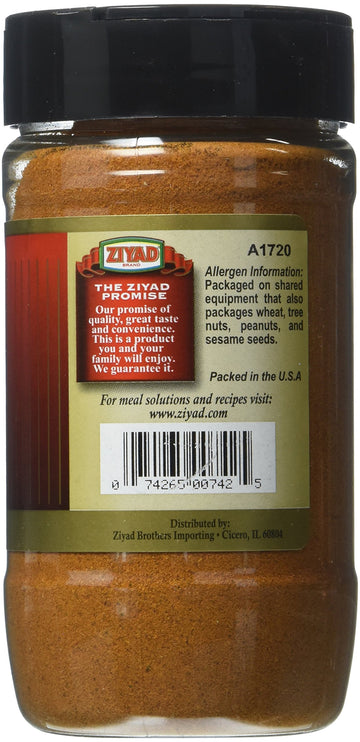 ZIYAD
BRAND
THE ZIYAD
PROMISE
Our promise of
quality, great taste
and convenience.
This is a product
you and your
family will enjoy.
We guarantee it.
A1720
Allergen Information:
Packaged on shared
equipment that also
packages wheat, tree
nuts, peanuts, and
sesame seeds.
Packed in the U.S.A
For meal solutions and recipes visit:
www.ziyad.com
0 74265 00742 5
Distributed by:
Ziyad Brothers Importing • Cicero, IL 60804